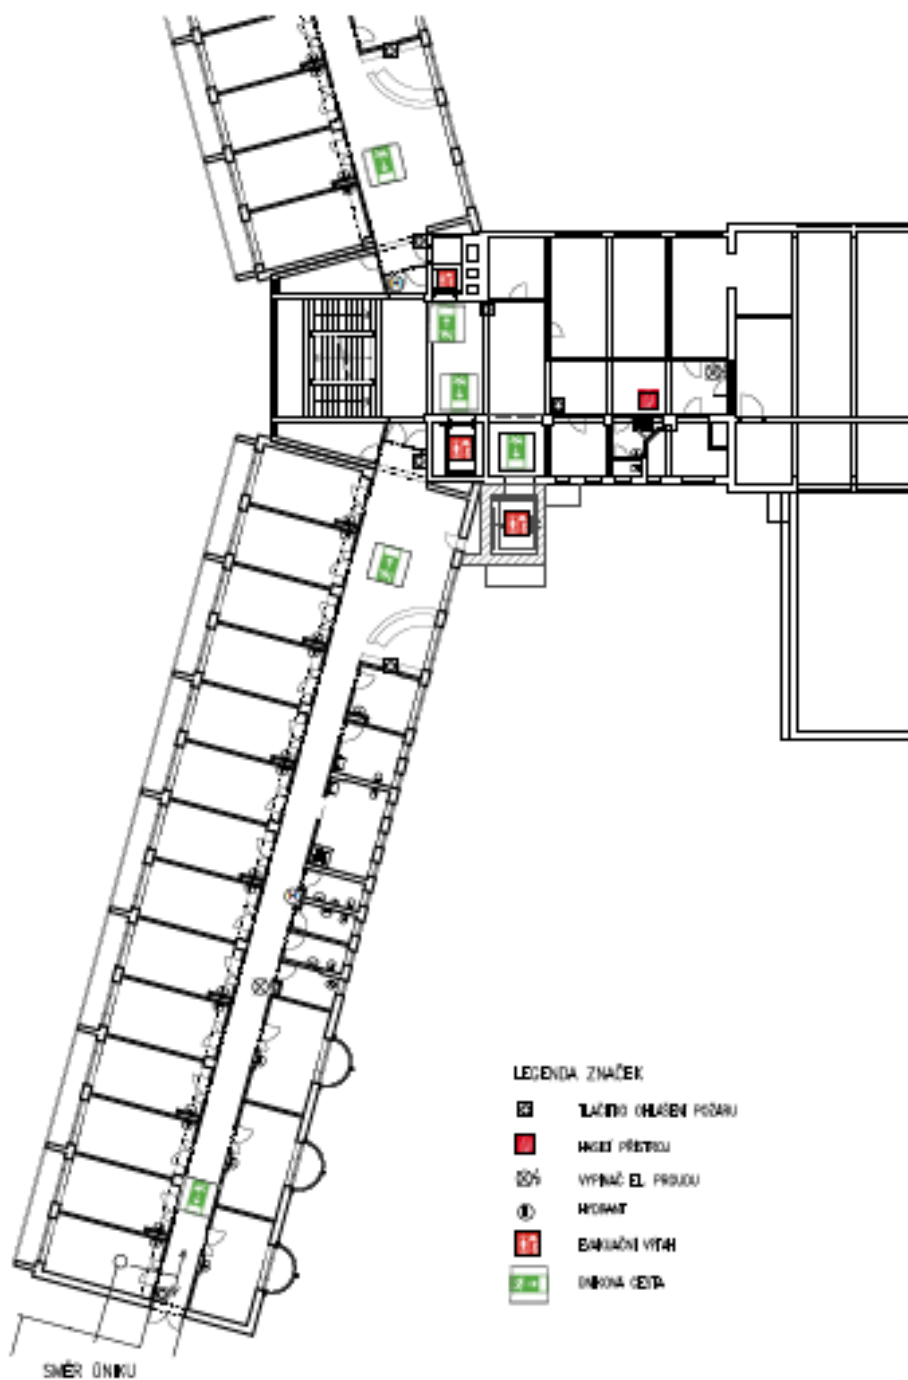 LEGENDA ZNAČEK
TLAČÍTKO OHLÁŠENÍ POŽÁRU
HASICÍ PŘÍSTROJ
VYPÍNAČ EL. PROUDU
HYDRANT
EVAKUAČNÍ VÝTAH
ÚNIKOVÁ CESTA
SMĚR ÚNIKU